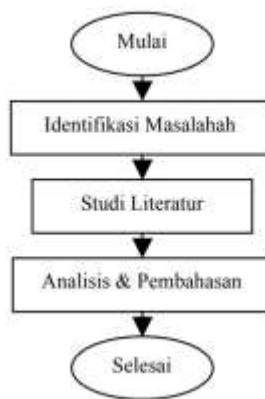 Mulai
Identifikasi Masalahah
Studi Literatur
Analisis & Pembahasan
Selesai